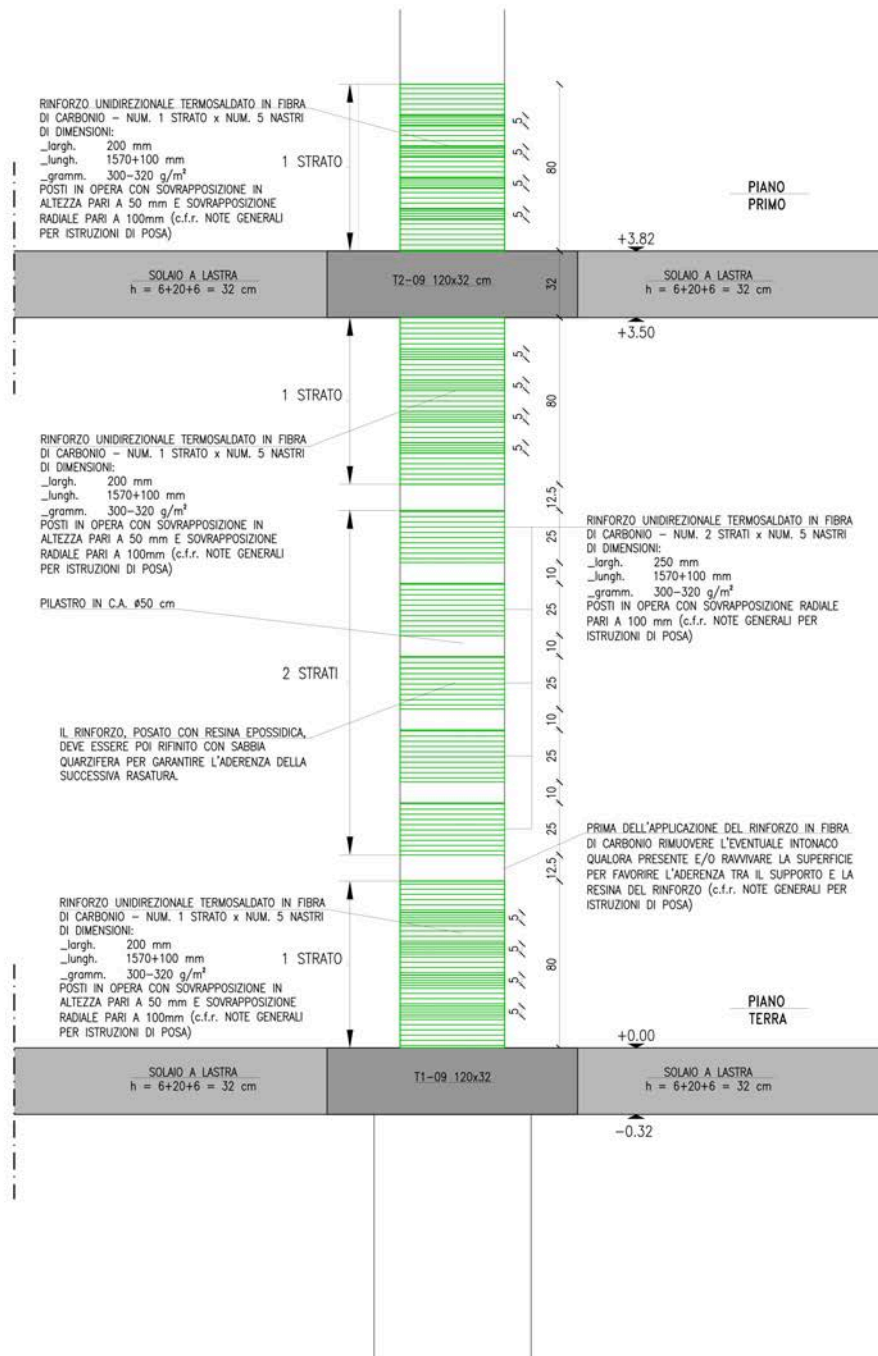 RINFORZO UNIDIREZIONALE TERMOSALDATO IN FIBRA
DI CARBONIO – NUM. 1 STRATO x NUM. 5 NASTRI
DI DIMENSIONI:
_largh. 200 mm
_lungh. 1570+100 mm
_gramm. 300–320 g/m²
POSTI IN OPERA CON SOVRAPPOSIZIONE IN
ALTEZZA PARI A 50 mm E SOVRAPPOSIZIONE
RADIALE PARI A 100mm (c.f.r. NOTE GENERALI
PER ISTRUZIONI DI POSA)
1 STRATO
5
5
5
5
80
PIANO
PRIMO
+3.82
SOLAIO A LASTRA
h = 6+20+6 = 32 cm
T2-09 120x32 cm
32
SOLAIO A LASTRA
h = 6+20+6 = 32 cm
+3.50
1 STRATO
5
5
5
5
80
RINFORZO UNIDIREZIONALE TERMOSALDATO IN FIBRA
DI CARBONIO – NUM. 1 STRATO x NUM. 5 NASTRI
DI DIMENSIONI:
_largh. 200 mm
_lungh. 1570+100 mm
_gramm. 300–320 g/m²
POSTI IN OPERA CON SOVRAPPOSIZIONE IN
ALTEZZA PARI A 50 mm E SOVRAPPOSIZIONE
RADIALE PARI A 100mm (c.f.r. NOTE GENERALI
PER ISTRUZIONI DI POSA)
12.5
25
10
25
10
25
10
25
10
25
12.5
RINFORZO UNIDIREZIONALE TERMOSALDATO IN FIBRA
DI CARBONIO – NUM. 2 STRATI x NUM. 5 NASTRI
DI DIMENSIONI:
_largh. 250 mm
_lungh. 1570+100 mm
_gramm. 300–320 g/m²
POSTI IN OPERA CON SOVRAPPOSIZIONE RADIALE
PARI A 100 mm (c.f.r. NOTE GENERALI PER
ISTRUZIONI DI POSA)
PILASTRO IN C.A. ø50 cm
2 STRATI
IL RINFORZO, POSATO CON RESINA EPOSSIDICA,
DEVE ESSERE POI RIFINITO CON SABBIA
QUARZIFERA PER GARANTIRE L'ADERENZA DELLA
SUCCESSIVA RASATURA.
PRIMA DELL'APPLICAZIONE DEL RINFORZO IN FIBRA
DI CARBONIO RIMUOVERE L'EVENTUALE INTONACO
QUALORA PRESENTE E/O RAVVIVARE LA SUPERFICIE
PER FAVORIRE L'ADERENZA TRA IL SUPPORTO E LA
RESINA DEL RINFORZO (c.f.r. NOTE GENERALI PER
ISTRUZIONI DI POSA)
RINFORZO UNIDIREZIONALE TERMOSALDATO IN FIBRA
DI CARBONIO – NUM. 1 STRATO x NUM. 5 NASTRI
DI DIMENSIONI:
_largh. 200 mm
_lungh. 1570+100 mm
_gramm. 300–320 g/m²
POSTI IN OPERA CON SOVRAPPOSIZIONE IN
ALTEZZA PARI A 50 mm E SOVRAPPOSIZIONE
RADIALE PARI A 100mm (c.f.r. NOTE GENERALI
PER ISTRUZIONI DI POSA)
1 STRATO
5
5
5
5
80
PIANO
TERRA
+0.00
SOLAIO A LASTRA
h = 6+20+6 = 32 cm
T1-09 120x32
SOLAIO A LASTRA
h = 6+20+6 = 32 cm
-0.32